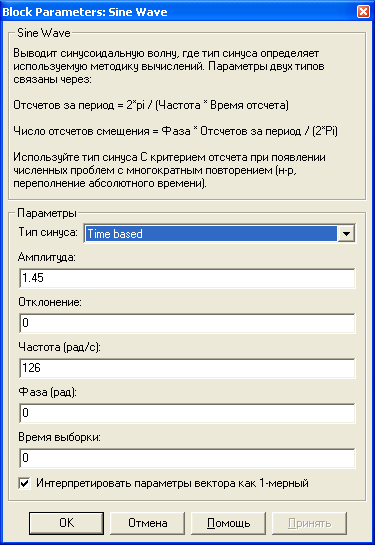 Block Parameters: Sine Wave
Sine Wave
Выводит синусоидальную волну, где тип синуса определяет
используемую методику вычислений. Параметры двух типов
связаны через:
Отсчетов за период = 2*pi / (Частота * Время отсчета)
Число отсчетов смещения = Фаза * Отсчетов за период / (2*Pi)
Используйте тип синуса С критерием отсчета при появлении
численных проблем с многократным повторением (н-р,
переполнение абсолютного времени).
Параметры
Тип синуса: Time based
Амплитуда:
1.45
Отклонение:
0
Частота (рад/с):
126
Фаза (рад):
0
Время выборки:
0
Интерпретировать параметры вектора как 1-мерный
OK Отмена Помощь Принять